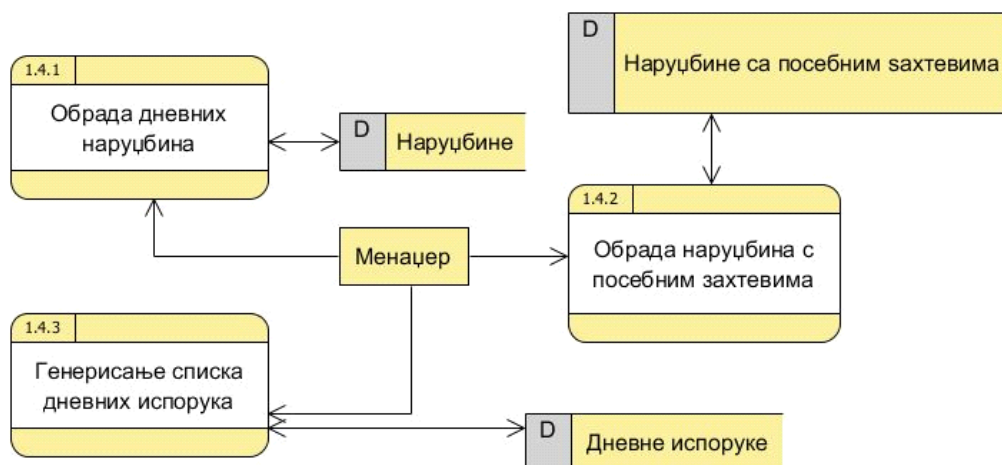 1.4.1
Обрада дневних
наруџбина
D
Наруџбине
D
Наруџбине са посебним ѕахтевима
1.4.2
Обрада наруџбина с
посебним захтевима
Менаџер
1.4.3
Генерисање списка
дневних испорука
D
Дневне испоруке